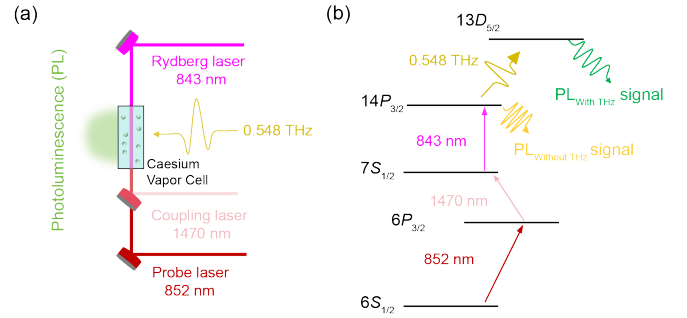 (a)
Rydberg laser
843 nm
Photoluminescence (PL)
0.548 THz
Caesium
Vapor Cell
Coupling laser
1470 nm
Probe laser
852 nm
(b)
13D5/2
0.548 THz
PLWith THz signal
14P3/2
843 nm
PLWithout THz signal
7S1/2
1470 nm
6P3/2
852 nm
6S1/2